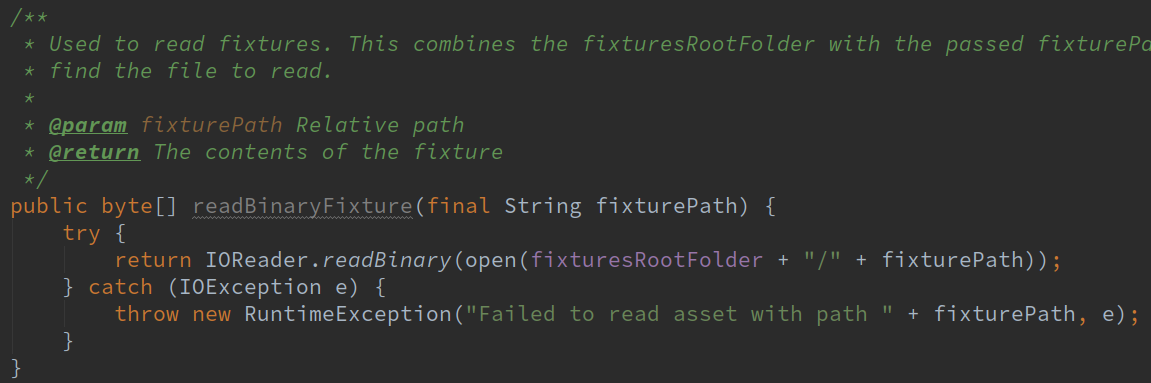 /**
 * Used to read fixtures. This combines the fixturesRootFolder with the passed
 * find the file to read.
 *
 * @param fixturePath Relative path
 * @return The contents of the fixture
 */
public byte[] readBinaryFixture(final String fixturePath) {
    try {
        return IOReader.readBinary(open(fixturesRootFolder + "/" + fixturePath));
    } catch (IOException e) {
        throw new RuntimeException("Failed to read asset with path " + fixturePath, e);
    }
}